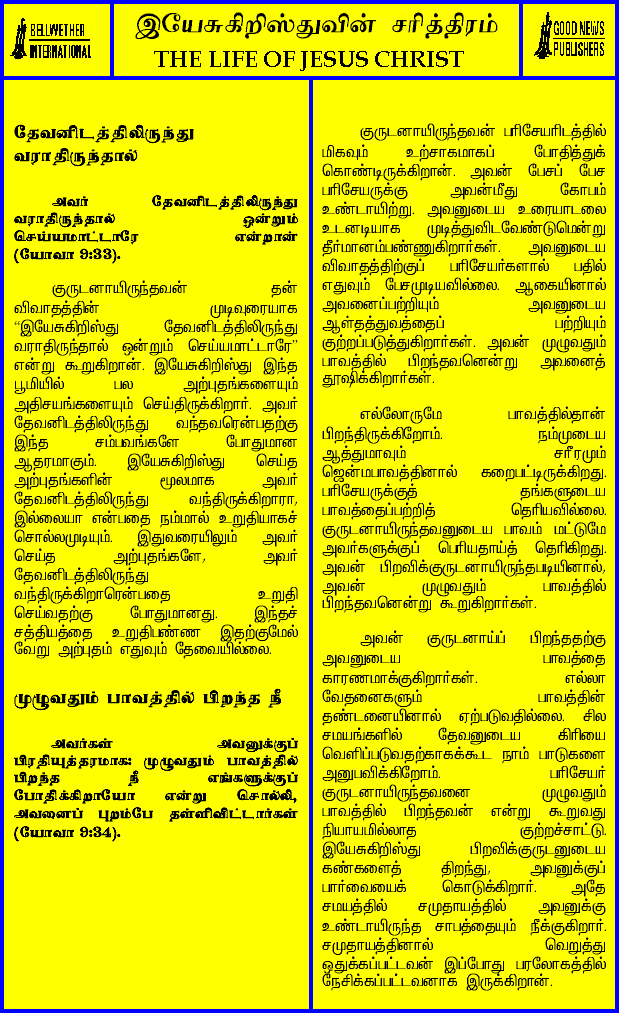 BELLWETHER
INTERNATIONAL
இயேசுகிறிஸ்துவின் சரித்திரம்
THE LIFE OF JESUS CHRIST
GOOD NEWS
PUBLISHERS
தேவனிடத்திலிருந்து
வராதிருந்தால்
அவர் தேவனிடத்திலிருந்து
வராதிருந்தால் ஒன்றும்
செய்யமாட்டாரே என்றான்
(யோவா 9:33).
குருடனாயிருந்தவன் தன்
விவாதத்தின் முடிவுரையாக
“இயேசுகிறிஸ்து தேவனிடத்திலிருந்து
வராதிருந்தால் ஒன்றும் செய்யமாட்டாரே”
என்று கூறுகிறான். இயேசுகிறிஸ்து இந்த
பூமியில் பல அற்புதங்களையும்
அதிசயங்களையும் செய்திருக்கிறார். அவர்
தேவனிடத்திலிருந்து வந்தவரென்பதற்கு
இந்த சம்பவங்களே போதுமான
ஆதரமாகும். இயேசுகிறிஸ்து செய்த
அற்புதங்களின் மூலமாக அவர்
தேவனிடத்திலிருந்து வந்திருக்கிறாரா,
இல்லையா என்பதை நம்மால் உறுதியாகச்
சொல்லமுடியும். இதுவரையிலும் அவர்
செய்த அற்புதங்களே, அவர்
தேவனிடத்திலிருந்து
வந்திருக்கிறாரென்பதை உறுதி
செய்வதற்கு போதுமானது. இந்தச்
சத்தியத்தை உறுதிபண்ண இதற்குமேல்
வேறு அற்புதம் எதுவும் தேவையில்லை.
முழுவதும் பாவத்தில் பிறந்த நீ
அவர்கள் அவனுக்குப்
பிரதியுத்தரமாக: முழுவதும் பாவத்தில்
பிறந்த நீ எங்களுக்குப்
போதிக்கிறாயோ என்று சொல்லி,
அவனைப் புறம்பே தள்ளிவிட்டார்கள்
(யோவா 9:34).
குருடனாயிருந்தவன் பரிசேயரிடத்தில்
மிகவும் உற்சாகமாகப் போதித்துக்
கொண்டிருக்கிறான். அவன் பேசப் பேச
பரிசேயருக்கு அவன்மீது கோபம்
உண்டாயிற்று. அவனுடைய உரையாடலை
உடனடியாக முடித்துவிடவேண்டுமென்று
தீர்மானம்பண்ணுகிறார்கள். அவனுடைய
விவாதத்திற்குப் பரிசேயர்களால் பதில்
எதுவும் பேசமுடியவில்லை. ஆகையினால்
அவனைப்பற்றியும் அவனுடைய
ஆள்தத்துவத்தைப் பற்றியும்
குற்றப்படுத்துகிறார்கள். அவன் முழுவதும்
பாவத்தில் பிறந்தவனென்று அவனைத்
தூஷிக்கிறார்கள்.
எல்லோருமே பாவத்தில்தான்
பிறந்திருக்கிறோம். நம்முடைய
ஆத்துமாவும் சரீரமும்
ஜென்மபாவத்தினால் கறைபட்டிருக்கிறது.
பரிசேயருக்குத் தங்களுடைய
பாவத்தைப்பற்றித் தெரியவில்லை.
குருடனாயிருந்தவனுடைய பாவம் மட்டுமே
அவர்களுக்குப் பெரியதாய்த் தெரிகிறது.
அவன் பிறவிக்குருடனாயிருந்தபடியினால்,
அவன் முழுவதும் பாவத்தில்
பிறந்தவனென்று கூறுகிறார்கள்.
அவன் குருடனாய்ப் பிறந்ததற்கு
அவனுடைய பாவத்தை
காரணமாக்குகிறார்கள். எல்லா
வேதனைகளும் பாவத்தின்
தண்டனையினால் ஏற்படுவதில்லை. சில
சமயங்களில் தேவனுடைய கிரியை
வெளிப்படுவதற்காகக்கூட நாம் பாடுகளை
அனுபவிக்கிறோம். பரிசேயர்
குருடனாயிருந்தவனை முழுவதும்
பாவத்தில் பிறந்தவன் என்று கூறுவது
நியாயமில்லாத குற்றச்சாட்டு.
இயேசுகிறிஸ்து பிறவிக்குருடனுடைய
கண்களைத் திறந்து, அவனுக்குப்
பார்வையைக் கொடுக்கிறார். அதே
சமயத்தில் சமுதாயத்தில் அவனுக்கு
உண்டாயிருந்த சாபத்தையும் நீக்குகிறார்.
சமுதாயத்தினால் வெறுத்து
ஒதுக்கப்பட்டவன் இப்போது பரலோகத்தில்
நேசிக்கப்பட்டவனாக இருக்கிறான்.